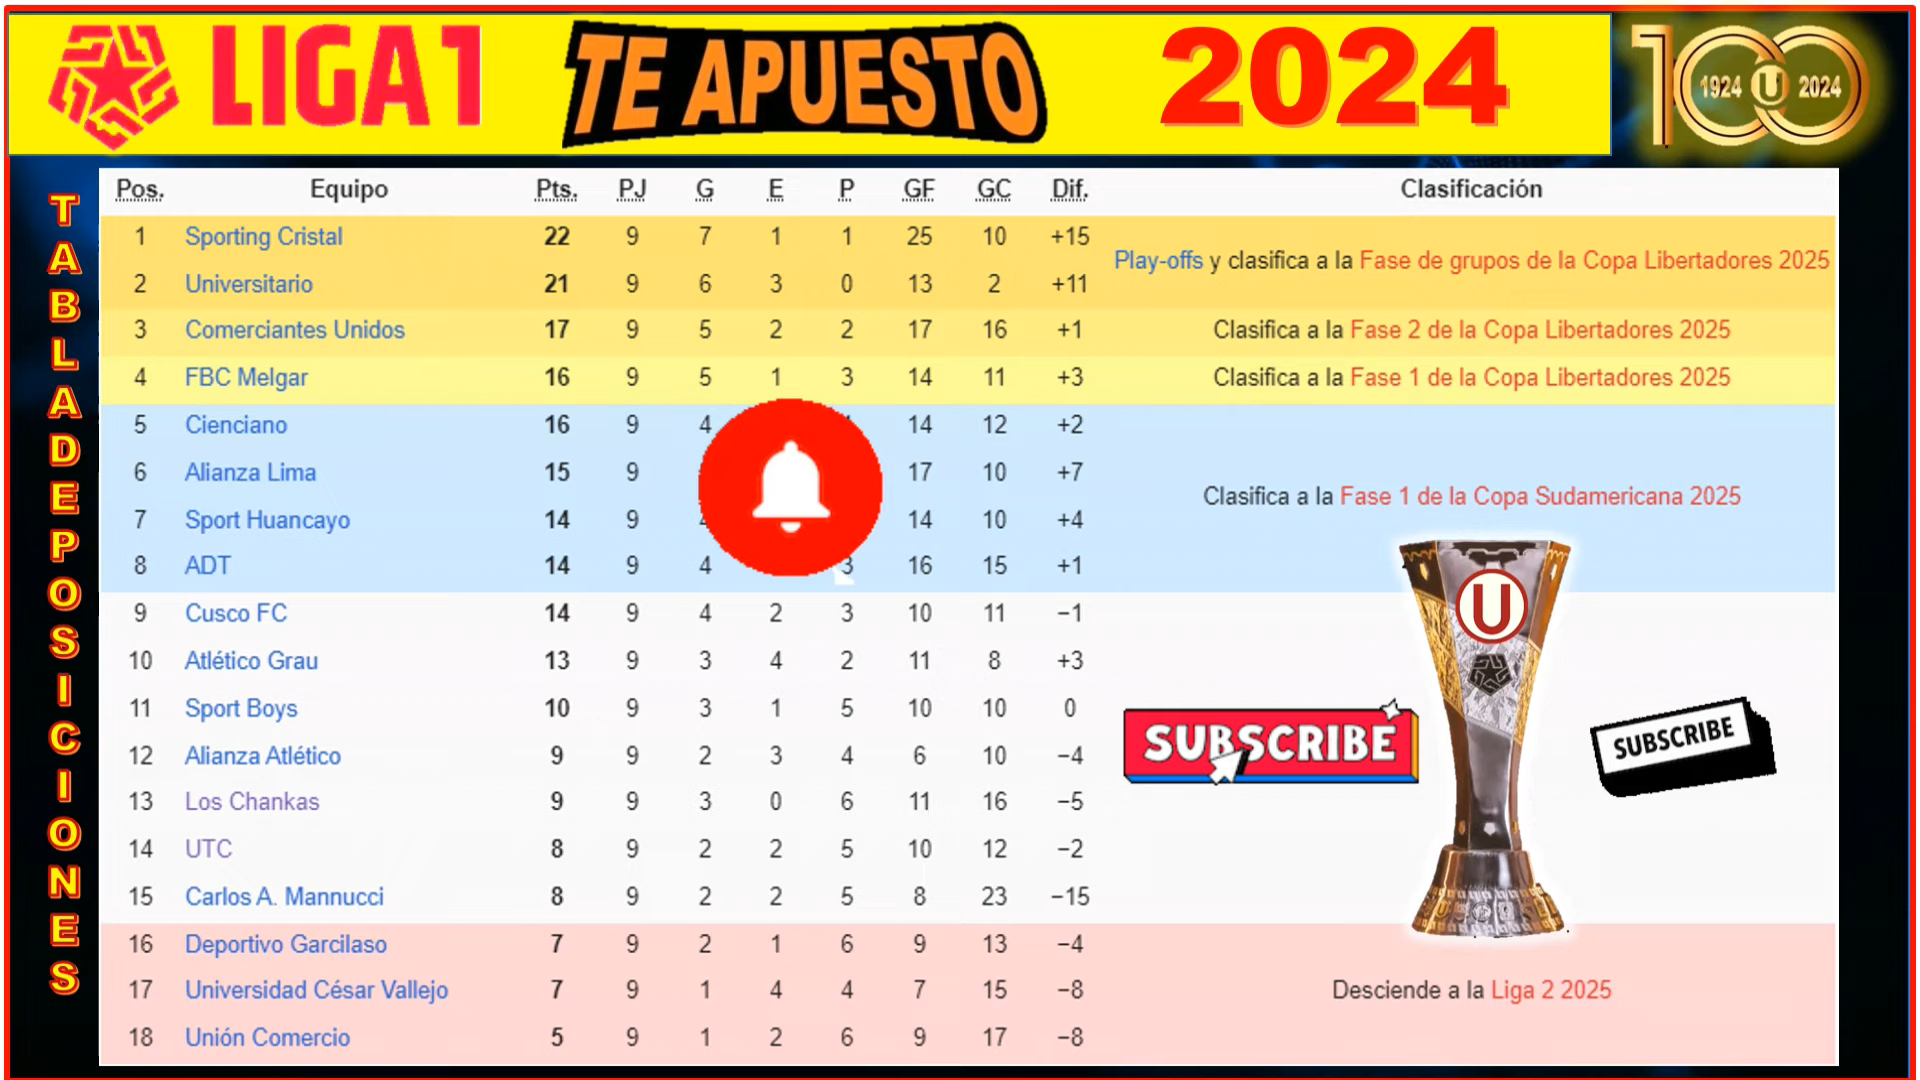 LIGA1 TE APUESTO 2024
1924 U 2024
TABLA DE POSICIONES
Pos. Equipo Pts. PJ G E P GF GC Dif. Clasificación
1 Sporting Cristal 22 9 7 1 1 25 10 +15
Play-offs y clasifica a la Fase de grupos de la Copa Libertadores 2025
2 Universitario 21 9 6 3 0 13 2 +11
3 Comerciantes Unidos 17 9 5 2 2 17 16 +1 Clasifica a la Fase 2 de la Copa Libertadores 2025
4 FBC Melgar 16 9 5 1 3 14 11 +3 Clasifica a la Fase 1 de la Copa Libertadores 2025
5 Cienciano 16 9 4 14 12 +2
6 Alianza Lima 15 9 17 10 +7
Clasifica a la Fase 1 de la Copa Sudamericana 2025
7 Sport Huancayo 14 9 14 10 +4
8 ADT 14 9 4 3 16 15 +1
9 Cusco FC 14 9 4 2 3 10 11 −1
U
10 Atlético Grau 13 9 3 4 2 11 8 +3
11 Sport Boys 10 9 3 1 5 10 10 0
SUBSCRIBE
SUBSCRIBE
12 Alianza Atlético 9 9 2 3 4 6 10 −4
13 Los Chankas 9 9 3 0 6 11 16 −5
14 UTC 8 9 2 2 5 10 12 −2
15 Carlos A. Mannucci 8 9 2 2 5 8 23 −15
16 Deportivo Garcilaso 7 9 2 1 6 9 13 −4
17 Universidad César Vallejo 7 9 1 4 4 7 15 −8 Desciende a la Liga 2 2025
18 Unión Comercio 5 9 1 2 6 9 17 −8